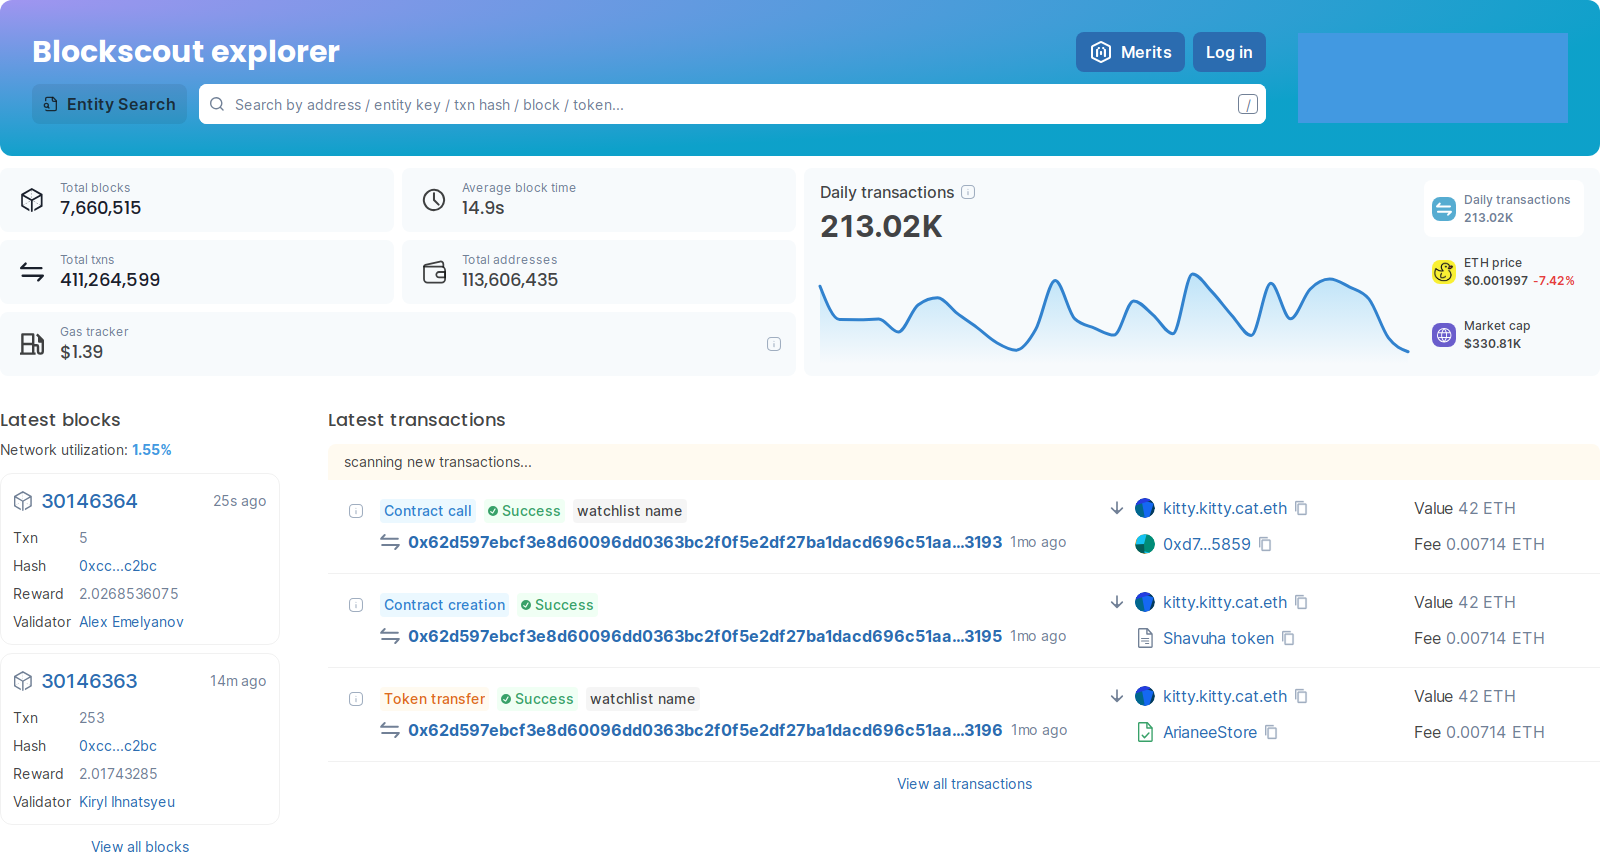 Blockscout explorer
Merits
Log in
Entity Search
Search by address / entity key / txn hash / block / token...
/
Total blocks
7,660,515
Average block time
14.9s
Total txns
411,264,599
Total addresses
113,606,435
Gas tracker
$1.39
Daily transactions
213.02K
Daily transactions
213.02K
ETH price
$0.001997 -7.42%
Market cap
$330.81K
Latest blocks
Network utilization: 1.55%
30146364 25s ago
Txn 5
Hash 0xcc...c2bc
Reward 2.0268536075
Validator Alex Emelyanov
30146363 14m ago
Txn 253
Hash 0xcc...c2bc
Reward 2.01743285
Validator Kiryl Ihnatsyeu
View all blocks
Latest transactions
scanning new transactions...
Contract call Success watchlist name
0x62d597ebcf3e8d60096dd0363bc2f0f5e2df27ba1dacd696c51aa...3193 1mo ago
kitty.kitty.cat.eth
0xd7...5859
Value 42 ETH
Fee 0.00714 ETH
Contract creation Success
0x62d597ebcf3e8d60096dd0363bc2f0f5e2df27ba1dacd696c51aa...3195 1mo ago
kitty.kitty.cat.eth
Shavuha token
Value 42 ETH
Fee 0.00714 ETH
Token transfer Success watchlist name
0x62d597ebcf3e8d60096dd0363bc2f0f5e2df27ba1dacd696c51aa...3196 1mo ago
kitty.kitty.cat.eth
ArianeeStore
Value 42 ETH
Fee 0.00714 ETH
View all transactions